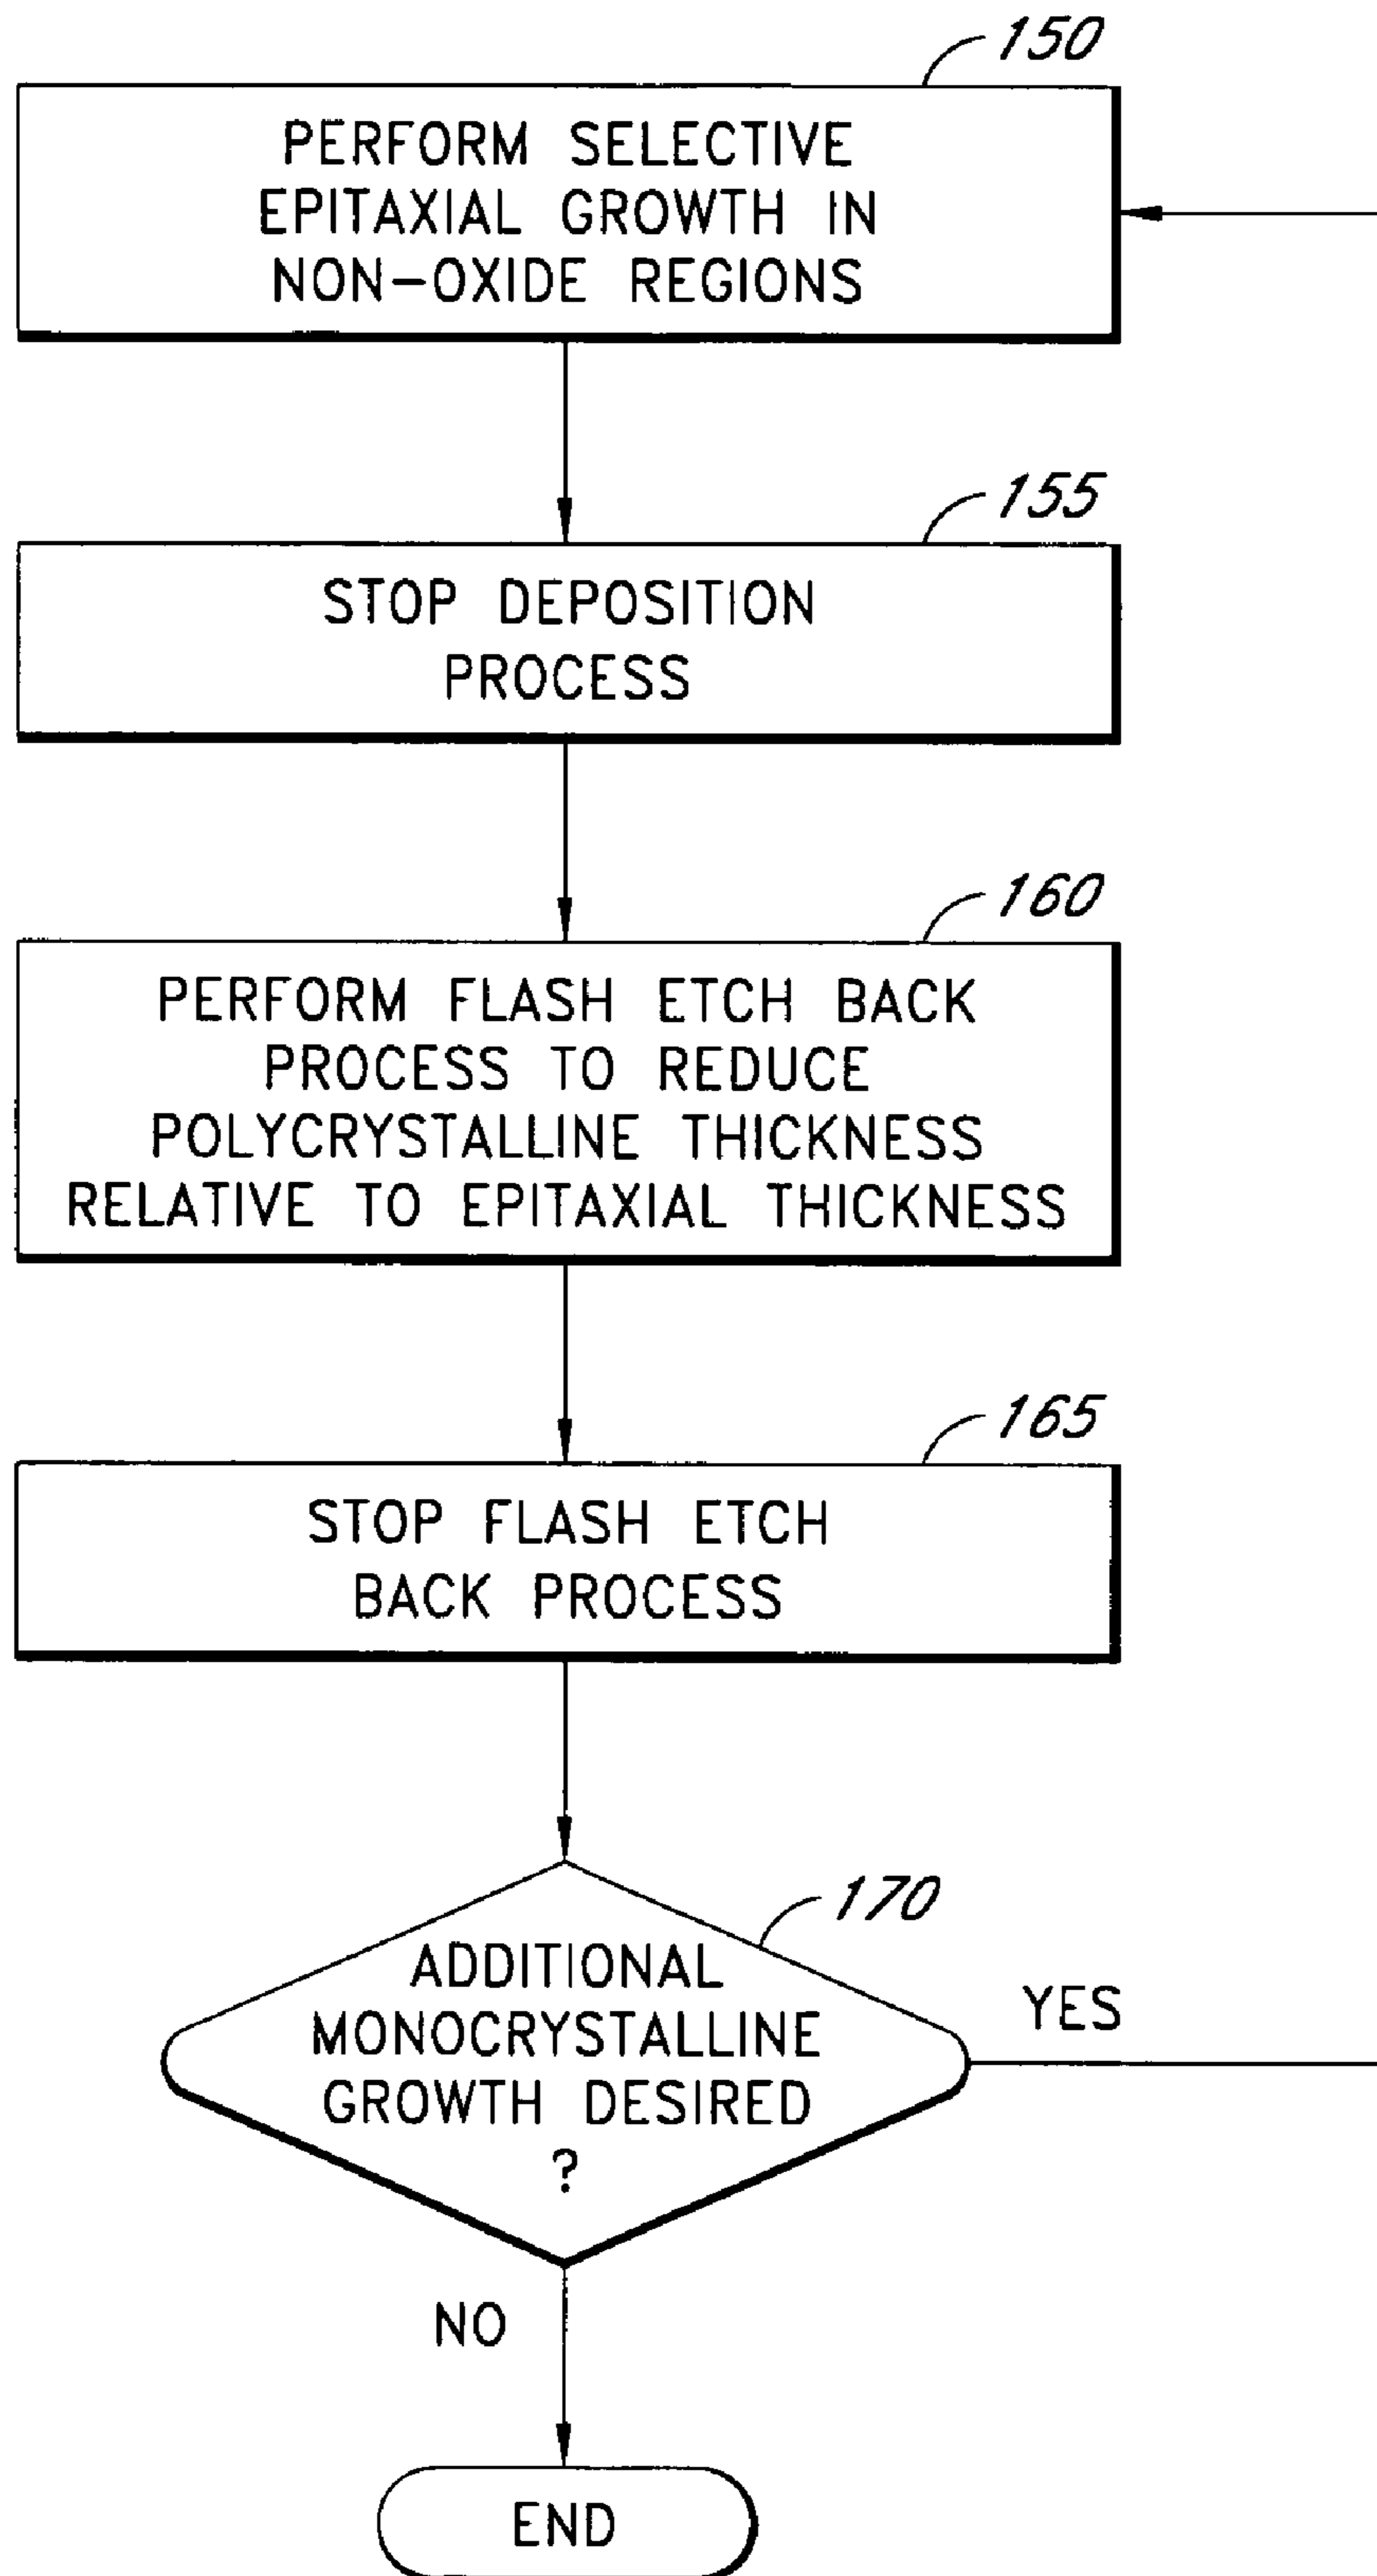 150
PERFORM SELECTIVE
EPITAXIAL GROWTH IN
NON-OXIDE REGIONS
155
STOP DEPOSITION
PROCESS
160
PERFORM FLASH ETCH BACK
PROCESS TO REDUCE
POLYCRYSTALLINE THICKNESS
RELATIVE TO EPITAXIAL THICKNESS
165
STOP FLASH ETCH
BACK PROCESS
170
ADDITIONAL
MONOCRYSTALLINE
GROWTH DESIRED
?
YES
NO
END